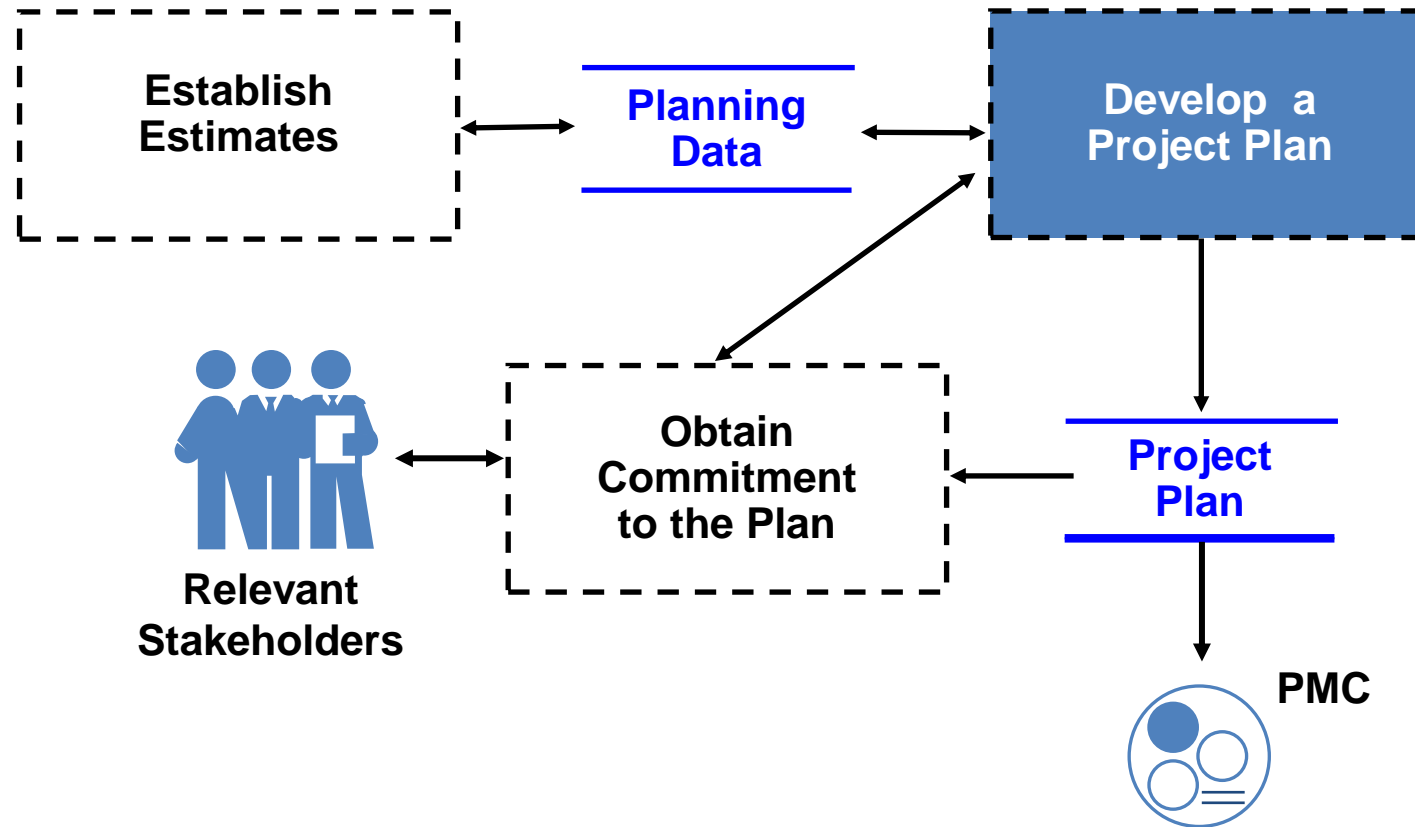 Establish
Estimates
Planning
Data
Develop a
Project Plan
Obtain
Commitment
to the Plan
Project
Plan
Relevant
Stakeholders
PMC